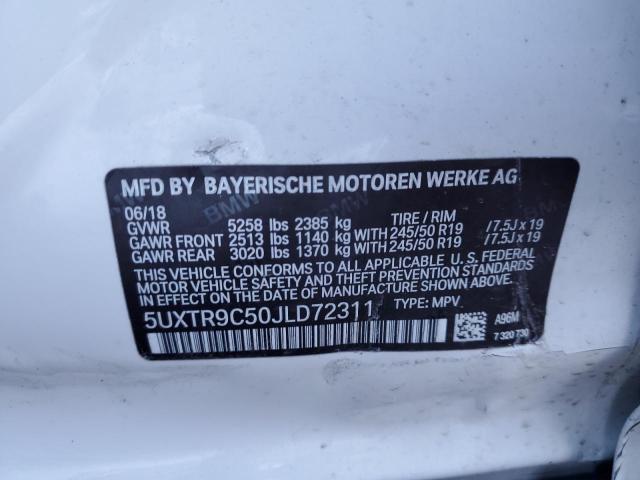 MFD BY BAYERISCHE MOTOREN WERKE AG
06/18 TIRE / RIM
GVWR 5258 lbs 2385 kg
GAWR FRONT 2513 lbs 1140 kg WITH 245/50 R19 /7.5J x 19
GAWR REAR 3020 lbs 1370 kg WITH 245/50 R19 /7.5J x 19
THIS VEHICLE CONFORMS TO ALL APPLICABLE U. S. FEDERAL
MOTOR VEHICLE SAFETY AND THEFT PREVENTION STANDARDS
IN EFFECT ON THE DATE OF MANUFACTURE SHOWN ABOVE.
5UXTR9C50JLD72311 TYPE: MPV
A96M
7 320 730